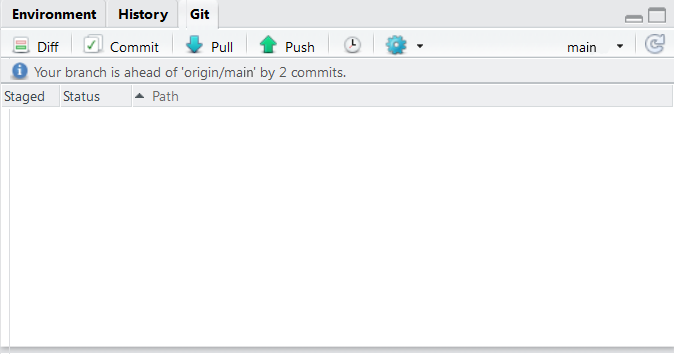 Environment History Git
Diff Commit Pull Push main
Your branch is ahead of 'origin/main' by 2 commits.
Staged Status Path